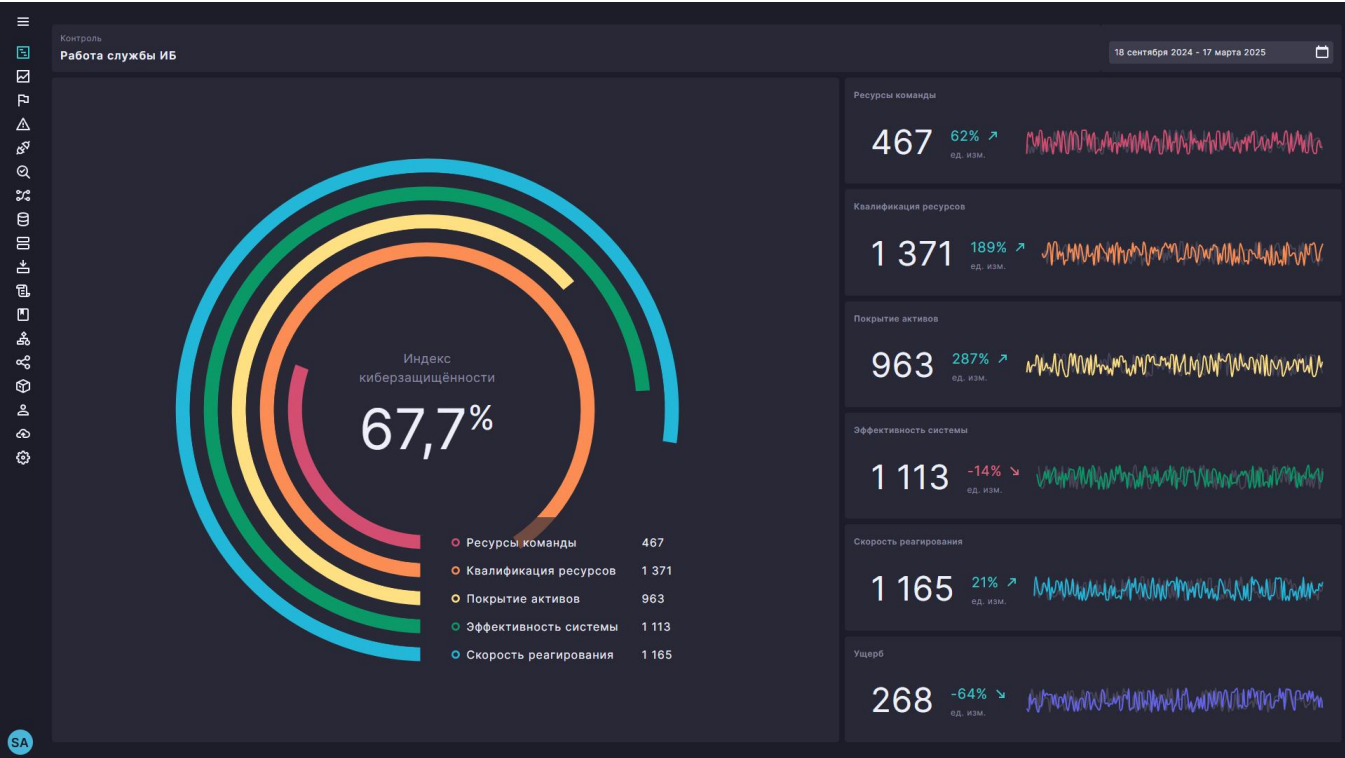 Контроль
Работа службы ИБ
18 сентября 2024 - 17 марта 2025
Индекс
киберзащищённости
67,7%
Ресурсы команды 467
Квалификация ресурсов 1 371
Покрытие активов 963
Эффективность системы 1 113
Скорость реагирования 1 165
Ресурсы команды
467 62%
ед. изм.
Квалификация ресурсов
1 371 189%
ед. изм.
Покрытие активов
963 287%
ед. изм.
Эффективность системы
1 113 -14%
ед. изм.
Скорость реагирования
1 165 21%
ед. изм.
Ущерб
268 -64%
ед. изм.
SA